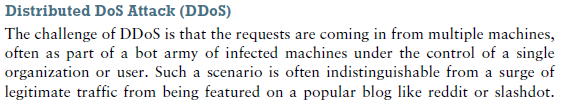 Distributed DoS Attack (DDoS)
The challenge of DDoS is that the requests are coming in from multiple machines,
often as part of a bot army of infected machines under the control of a single
organization or user. Such a scenario is often indistinguishable from a surge of
legitimate traffic from being featured on a popular blog like reddit or slashdot.